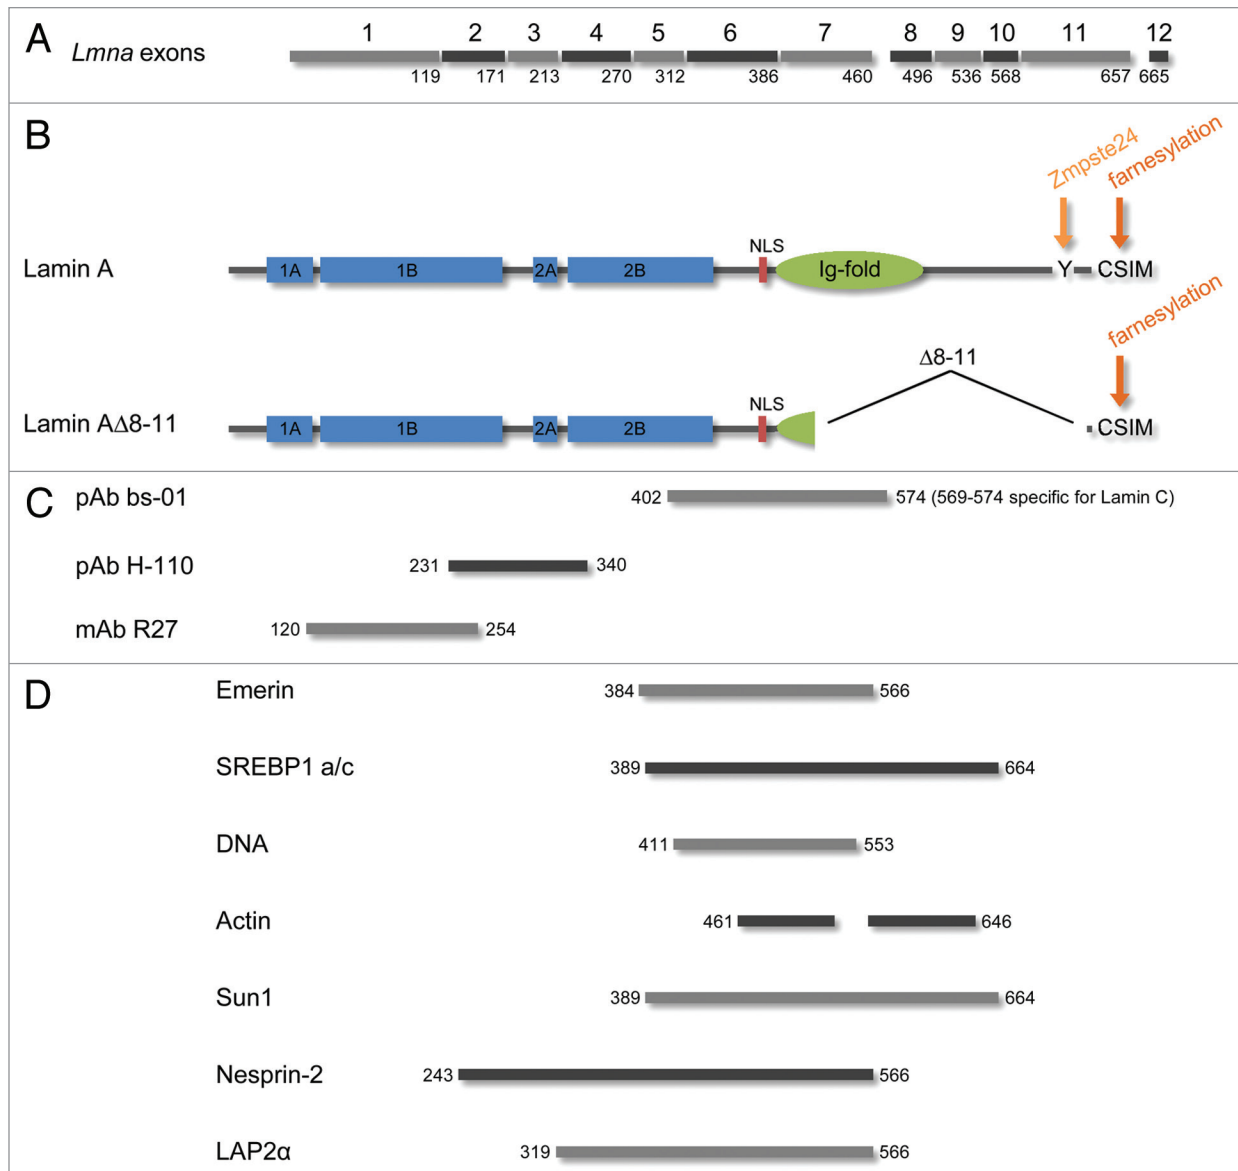 A
Lmna exons
1 2 3 4 5 6 7 8 9 10 11 12
119 171 213 270 312 386 460 496 536 568 657 665
B
Zmpste24
farnesylation
NLS
Lamin A
1A 1B 2A 2B Ig-fold Y CSIM
farnesylation
Δ8-11
NLS
Lamin AΔ8-11
1A 1B 2A 2B CSIM
C
pAb bs-01 402 574 (569-574 specific for Lamin C)
pAb H-110 231 340
mAb R27 120 254
D
Emerin 384 566
SREBP1 a/c 389 664
DNA 411 553
Actin 461 646
Sun1 389 664
Nesprin-2 243 566
LAP2α 319 566